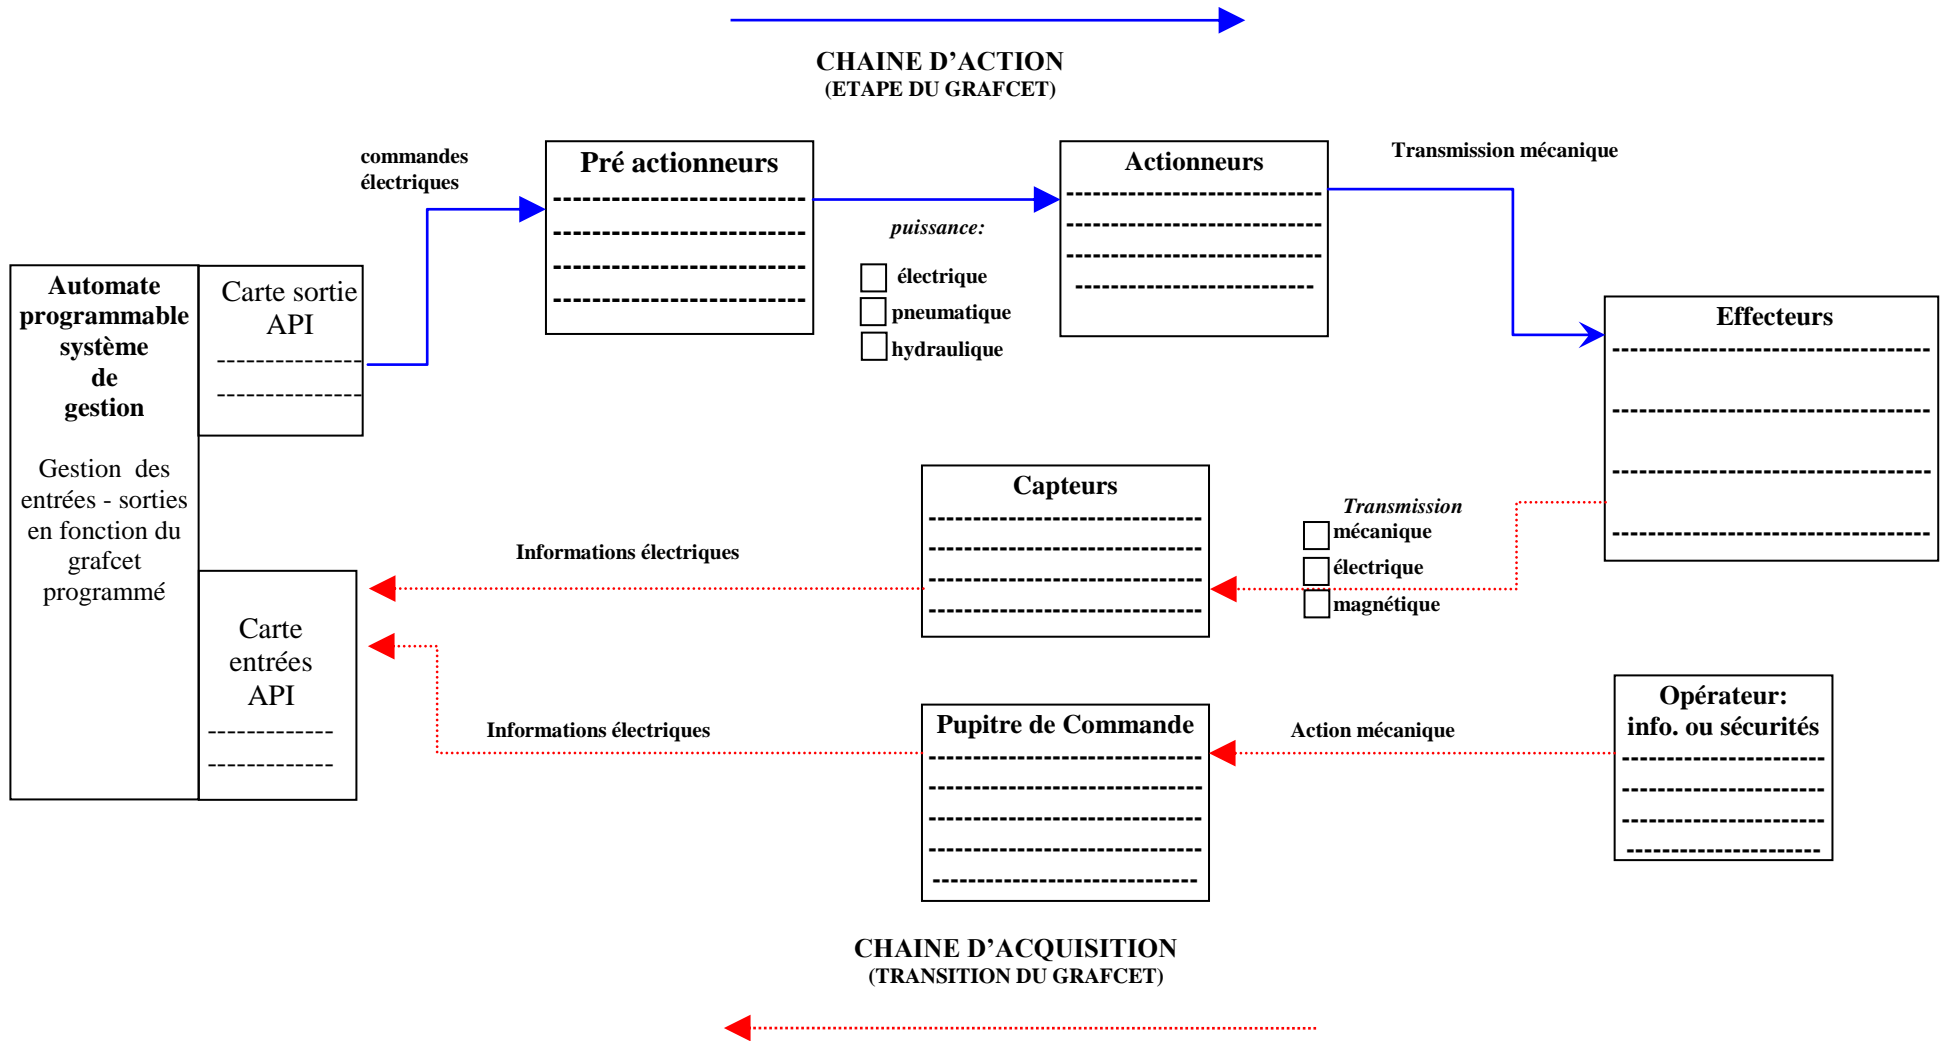 CHAINE D’ACTION
(ETAPE DU GRAFCET)
commandes
électriques
Pré actionneurs
puissance:
électrique
pneumatique
hydraulique
Actionneurs
Transmission mécanique
Automate
programmable
système
de
gestion
Gestion des
entrées - sorties
en fonction du
grafcet
programmé
Carte sortie
API
Effecteurs
Capteurs
Transmission
mécanique
électrique
magnétique
Informations électriques
Carte
entrées
API
Informations électriques
Pupitre de Commande
Action mécanique
Opérateur:
info. ou sécurités
CHAINE D’ACQUISITION
(TRANSITION DU GRAFCET)